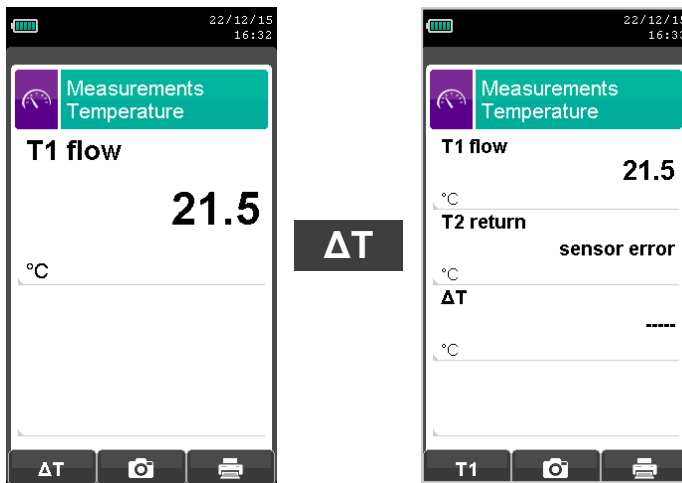 22/12/15
16:32
Measurements
Temperature
T1 flow
21.5
°C
ΔT
ΔT
22/12/15
16:33
Measurements
Temperature
T1 flow
21.5
°C
T2 return
sensor error
°C
ΔT
-----
°C
T1